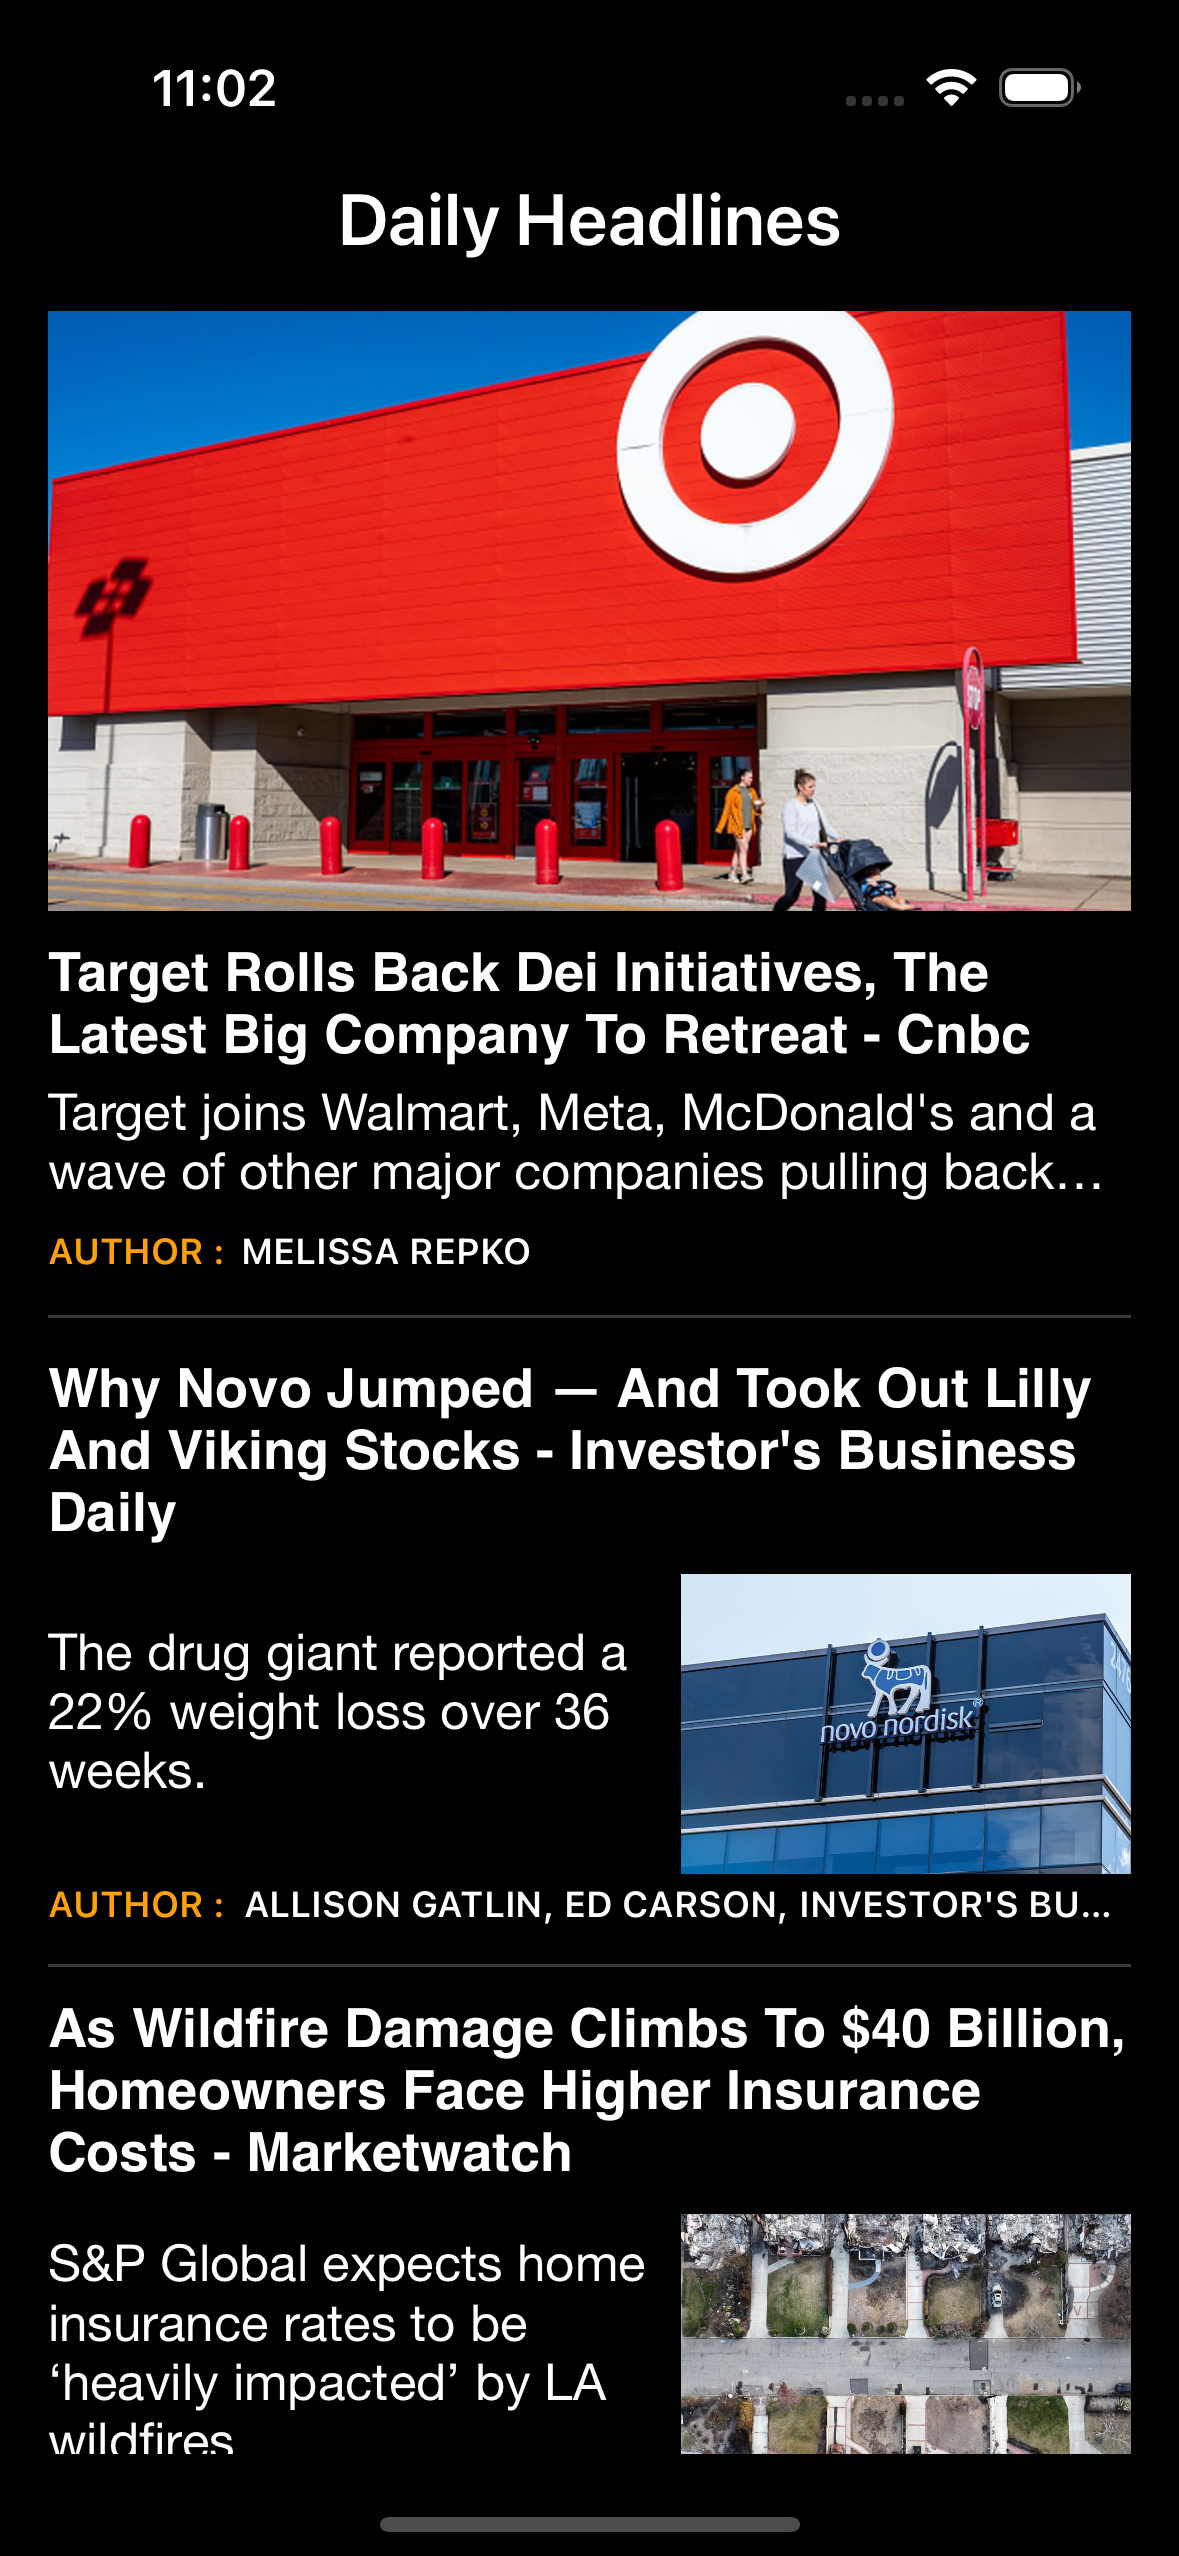 11:02
Daily Headlines
STOP
Target Rolls Back Dei Initiatives, The
Latest Big Company To Retreat - Cnbc
Target joins Walmart, Meta, McDonald's and a
wave of other major companies pulling back…
AUTHOR : MELISSA REPKO
Why Novo Jumped — And Took Out Lilly
And Viking Stocks - Investor's Business
Daily
The drug giant reported a
22% weight loss over 36
weeks.
novo nordisk®
AUTHOR : ALLISON GATLIN, ED CARSON, INVESTOR'S BU...
As Wildfire Damage Climbs To $40 Billion,
Homeowners Face Higher Insurance
Costs - Marketwatch
S&P Global expects home
insurance rates to be
‘heavily impacted’ by LA
wildfires